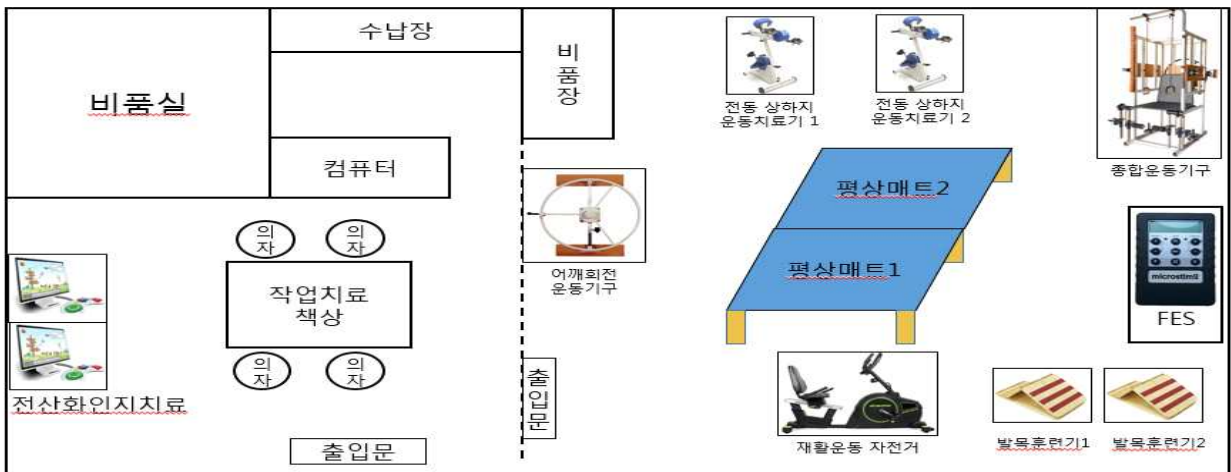 수납장
비
품
장
비품실
컴퓨터
전동 상하지
운동치료기 1
전동 상하지
운동치료기 2
종합운동기구
평상매트2
평상매트1
어깨회전
운동기구
의
자
의
자
작업치료
책상
의
자
의
자
전산화인지치료
출입문
출
입
문
microstim2
FES
재활운동 자전거
발목훈련기1
발목훈련기2